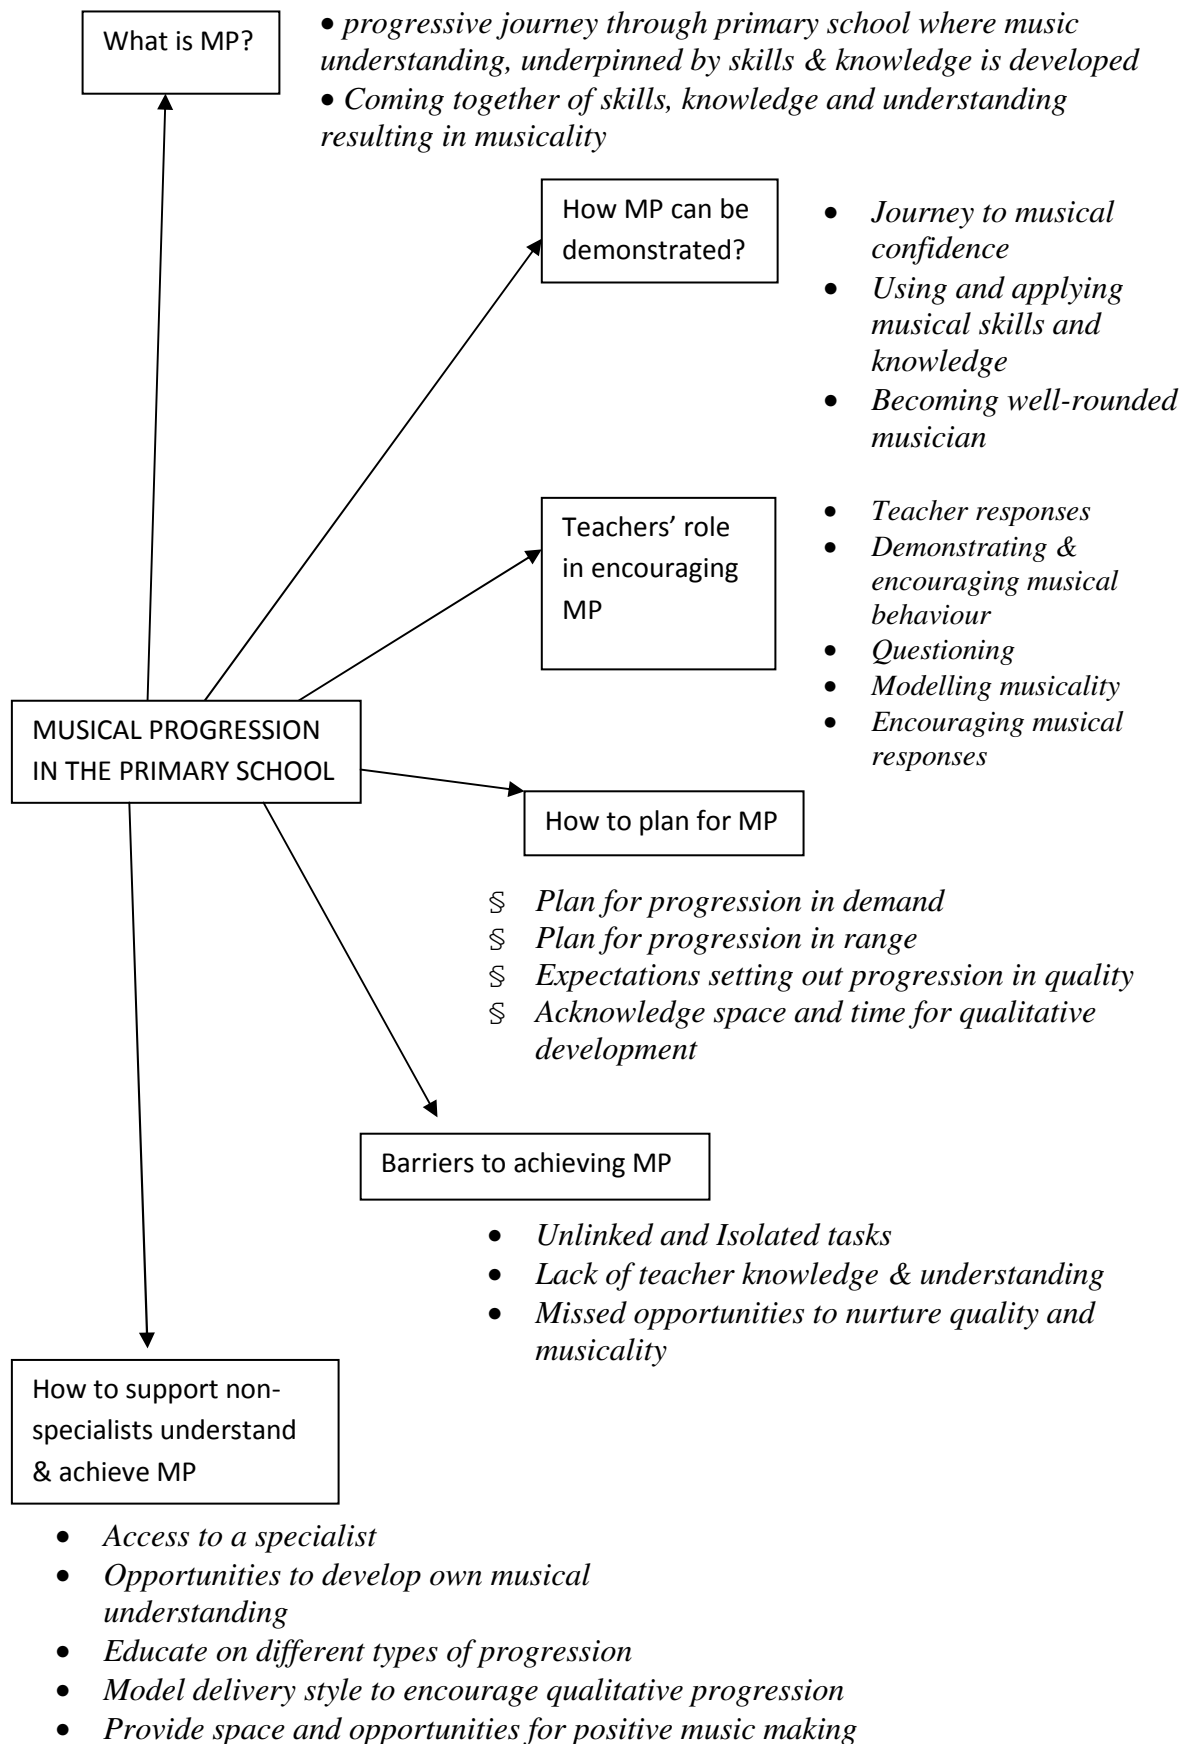 What is MP?
• progressive journey through primary school where music
understanding, underpinned by skills & knowledge is developed
• Coming together of skills, knowledge and understanding
resulting in musicality
How MP can be
demonstrated?
• Journey to musical
confidence
• Using and applying
musical skills and
knowledge
• Becoming well-rounded
musician
Teachers’ role
in encouraging
MP
• Teacher responses
• Demonstrating &
encouraging musical
behaviour
• Questioning
• Modelling musicality
• Encouraging musical
responses
MUSICAL PROGRESSION
IN THE PRIMARY SCHOOL
How to plan for MP
§ Plan for progression in demand
§ Plan for progression in range
§ Expectations setting out progression in quality
§ Acknowledge space and time for qualitative
development
Barriers to achieving MP
• Unlinked and Isolated tasks
• Lack of teacher knowledge & understanding
• Missed opportunities to nurture quality and
musicality
How to support non-
specialists understand
& achieve MP
• Access to a specialist
• Opportunities to develop own musical
understanding
• Educate on different types of progression
• Model delivery style to encourage qualitative progression
• Provide space and opportunities for positive music making